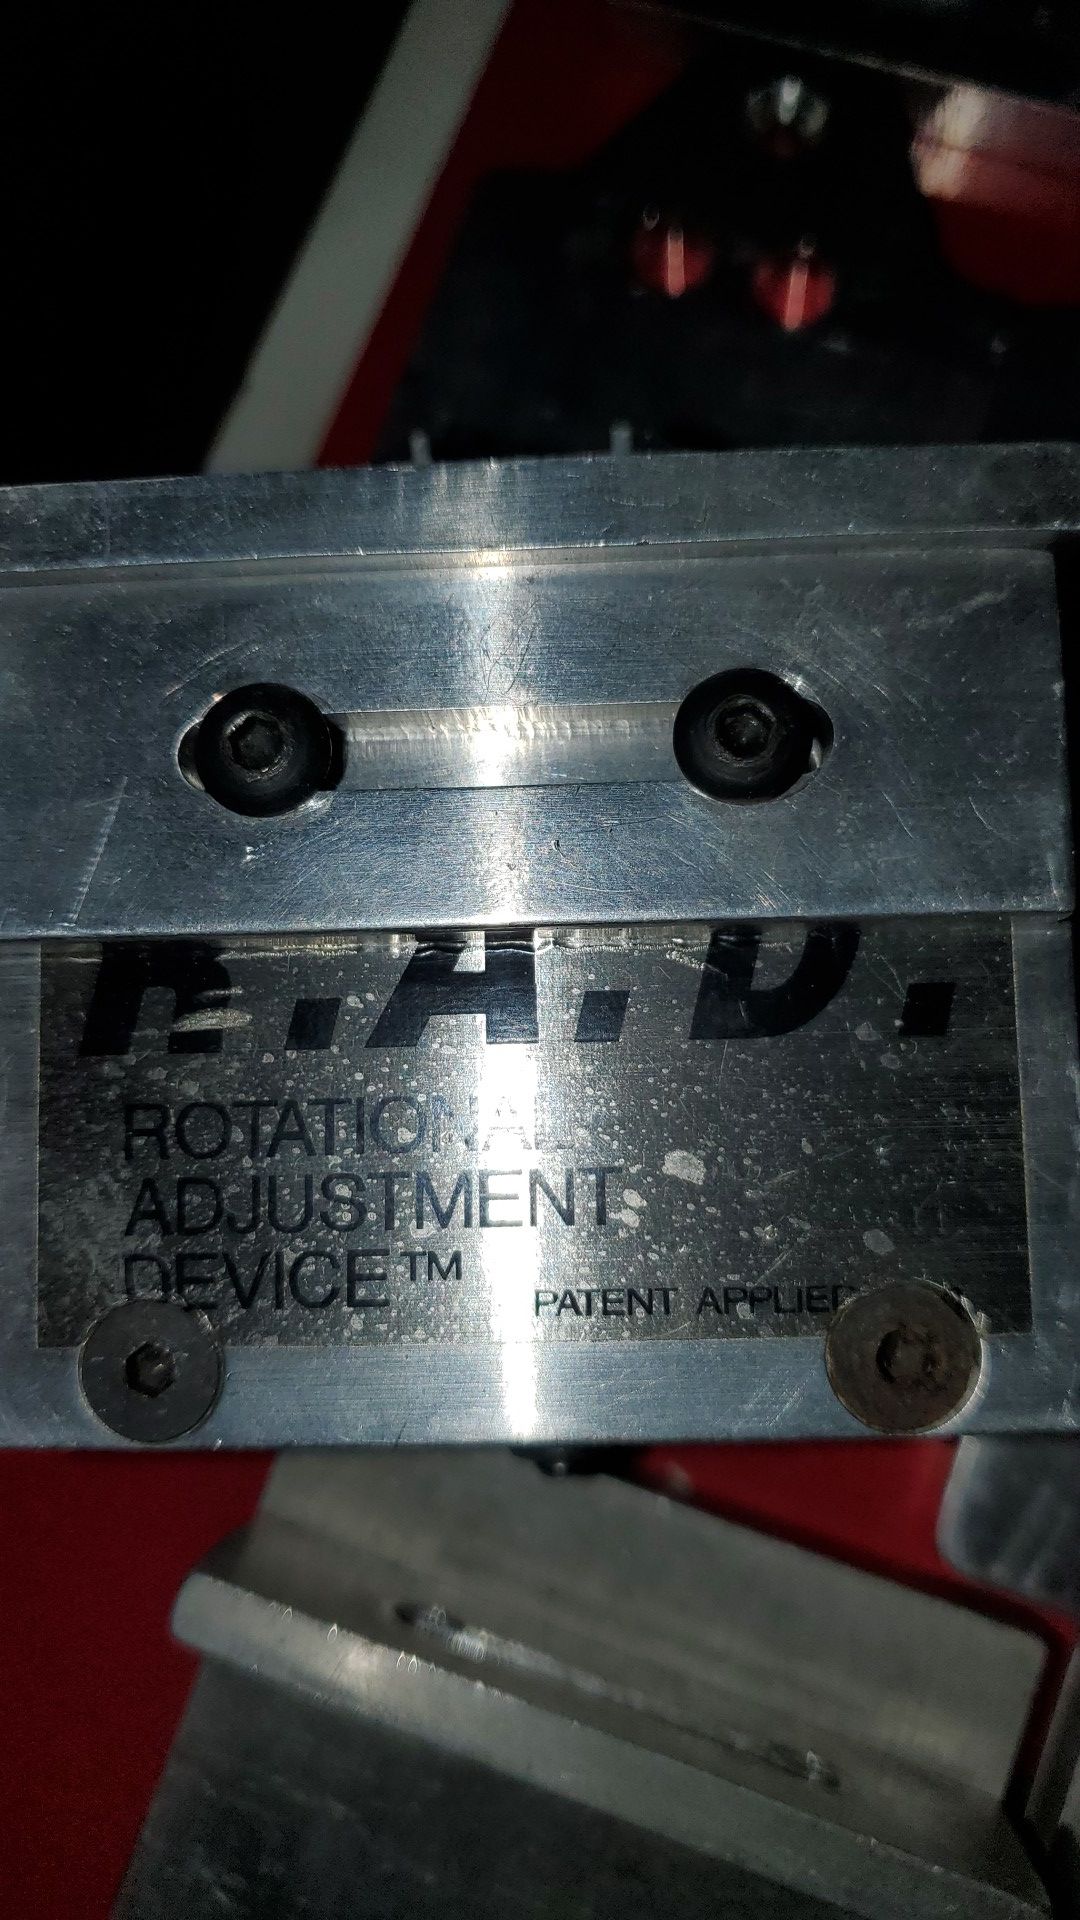 R.A.D.
ROTATIONAL
ADJUSTMENT
DEVICE™
PATENT APPLIED